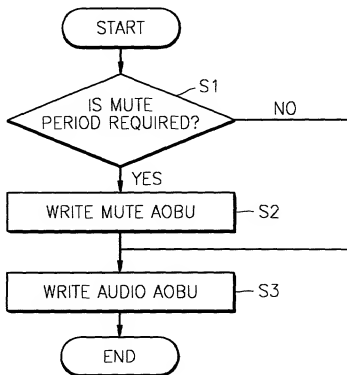 START
S1
IS MUTE
PERIOD REQUIRED?
NO
YES
WRITE MUTE AOBU
S2
WRITE AUDIO AOBU
S3
END